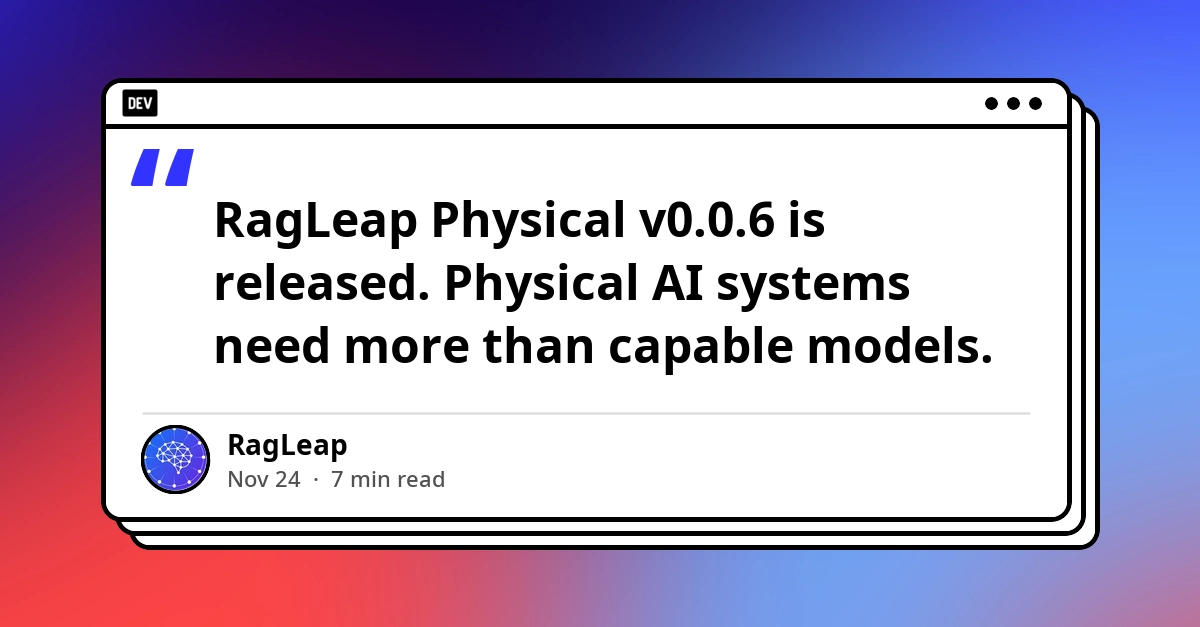 DEV
RagLeap Physical v0.0.6 is
released. Physical AI systems
need more than capable models.
RagLeap
Nov 24 · 7 min read